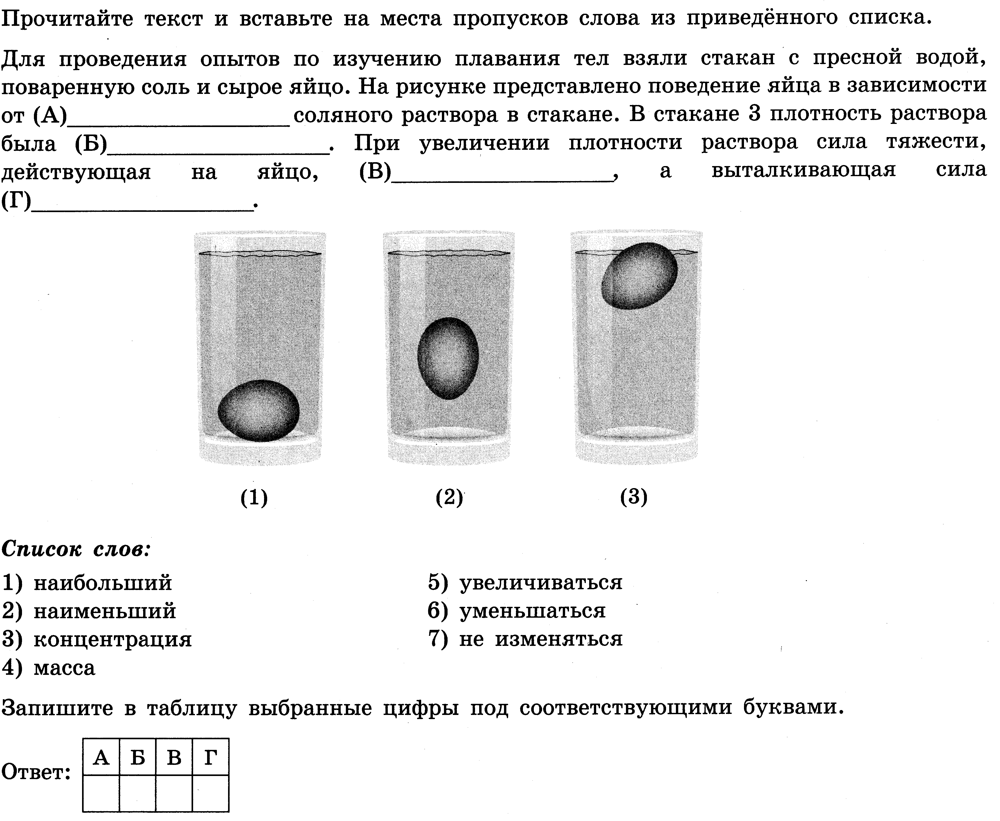 Прочитайте текст и вставьте на места пропусков слова из приведённого списка.
Для проведения опытов по изучению плавания тел взяли стакан с пресной водой,
поваренную соль и сырое яйцо. На рисунке представлено поведение яйца в зависимости
от (А)____________________ соляного раствора в стакане. В стакане 3 плотность раствора
была (Б)____________________. При увеличении плотности раствора сила тяжести,
действующая на яйцо, (В)____________________, а выталкивающая сила
(Г)____________________.
(1) (2) (3)
Список слов:
1) наибольший
2) наименьший
3) концентрация
4) масса
5) увеличиваться
6) уменьшаться
7) не изменяться
Запишите в таблицу выбранные цифры под соответствующими буквами.
Ответ:
А Б В Г